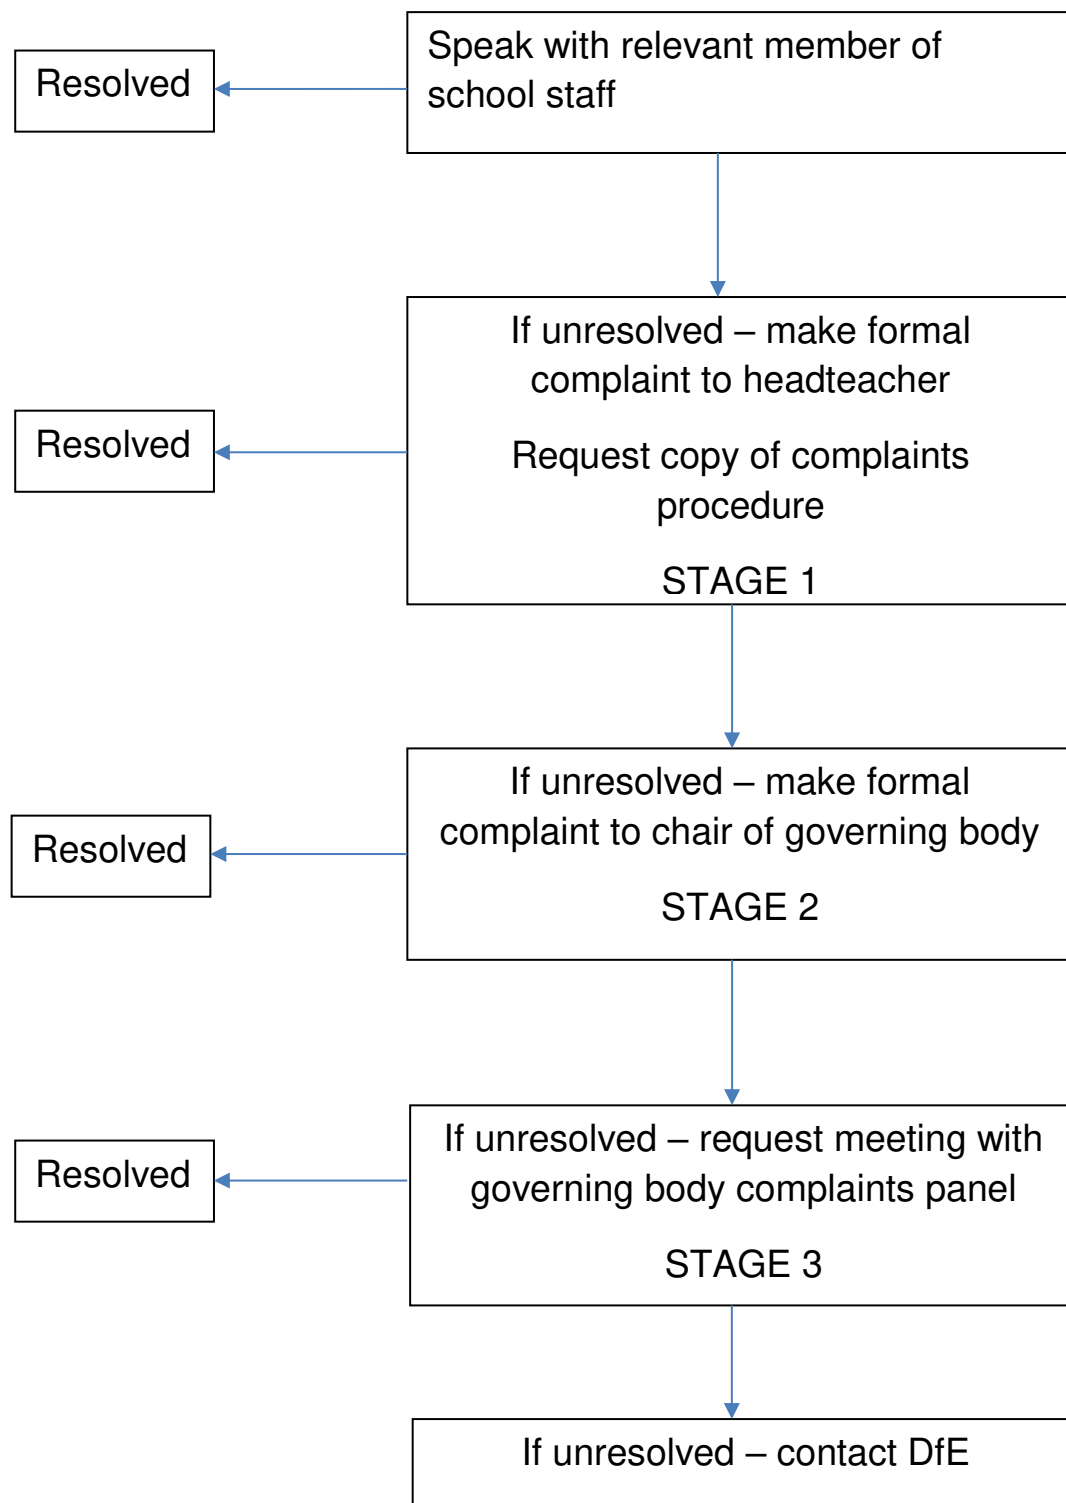 Speak with relevant member of
school staff
Resolved
If unresolved – make formal
complaint to headteacher
Request copy of complaints
procedure
STAGE 1
Resolved
If unresolved – make formal
complaint to chair of governing body
STAGE 2
Resolved
If unresolved – request meeting with
governing body complaints panel
STAGE 3
Resolved
If unresolved – contact DfE